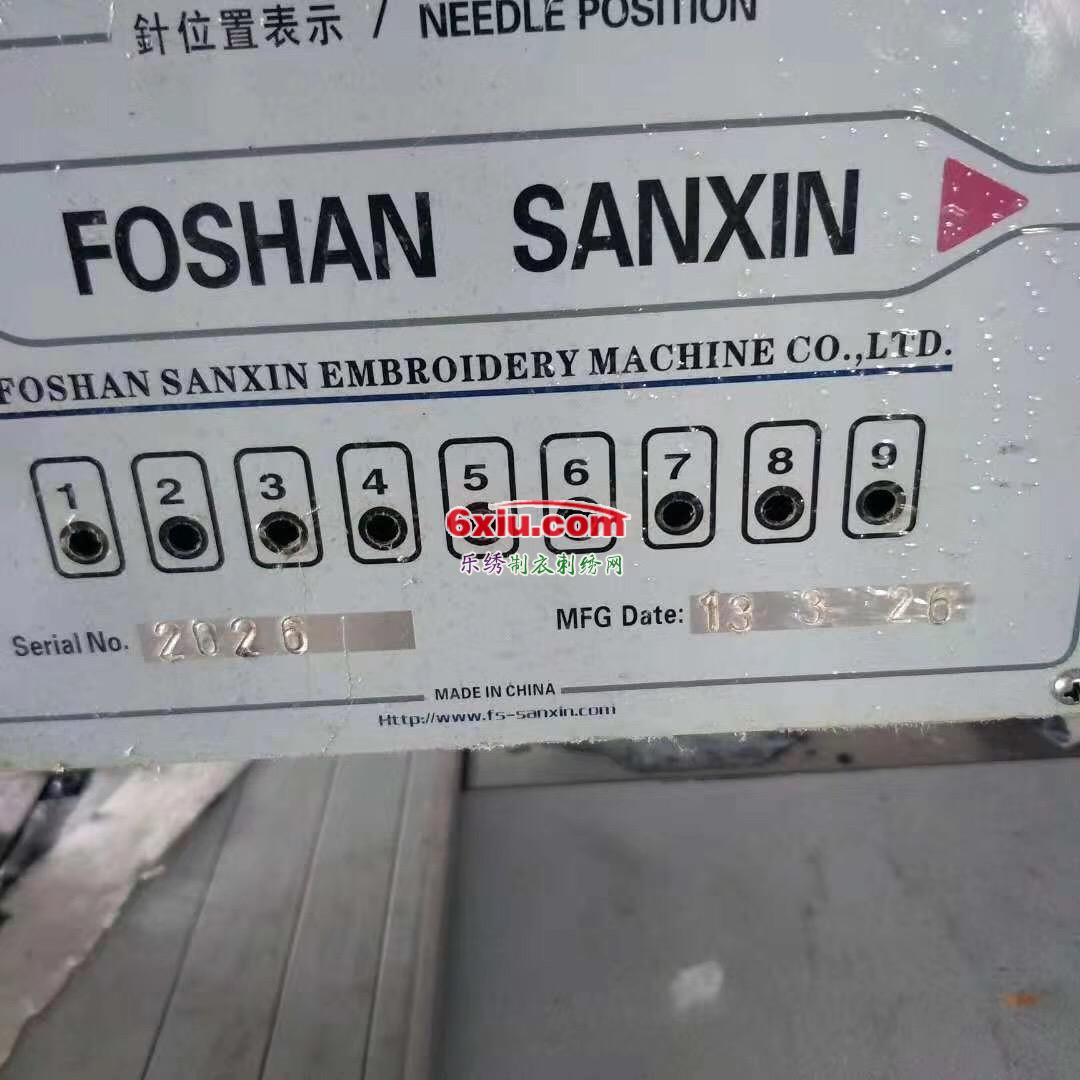 針位置表示 / NEEDLE POSITION
FOSHAN SANXIN
FOSHAN SANXIN EMBROIDERY MACHINE CO.,LTD.
1 2 3 4 5 6 7 8 9
6xiu.com
乐绣制衣刺绣网
Serial No. 2026 MFG Date: 13 3 26
MADE IN CHINA
Http://www.fs-sanxin.com